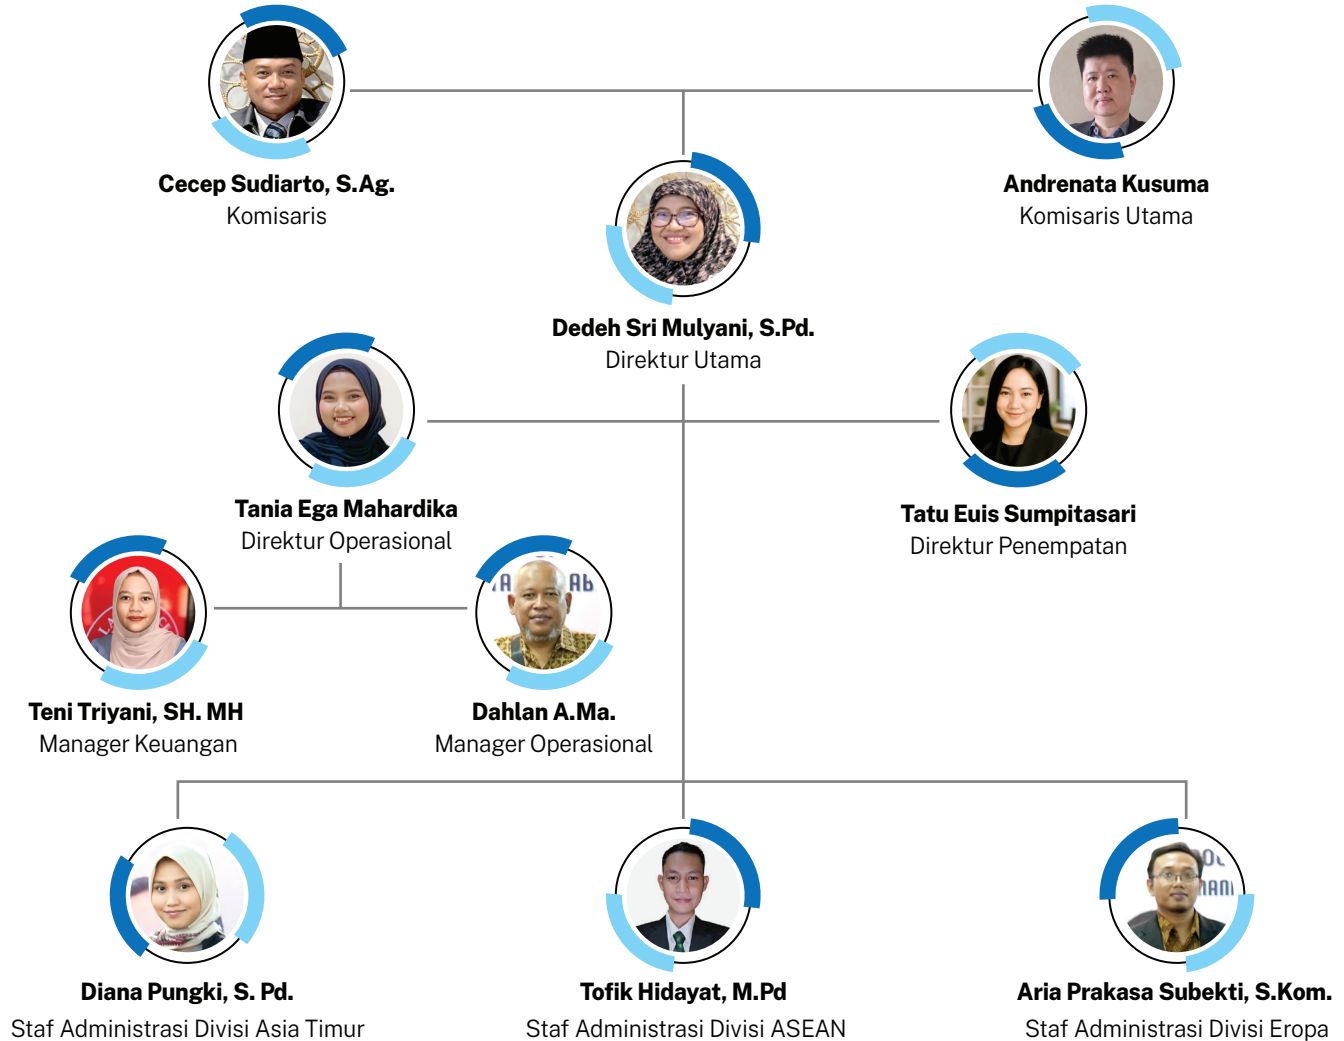 Cecep Sudiarto, S.Ag.
Komisaris
Andrenata Kusuma
Komisaris Utama
Dedeh Sri Mulyani, S.Pd.
Direktur Utama
Tania Ega Mahardika
Direktur Operasional
Tatu Euis Sumpitasari
Direktur Penempatan
Teni Triyani, SH. MH
Manager Keuangan
Dahlan A.Ma.
Manager Operasional
Diana Pungki, S. Pd.
Staf Administrasi Divisi Asia Timur
Tofik Hidayat, M.Pd
Staf Administrasi Divisi ASEAN
Aria Prakasa Subekti, S.Kom.
Staf Administrasi Divisi Eropa